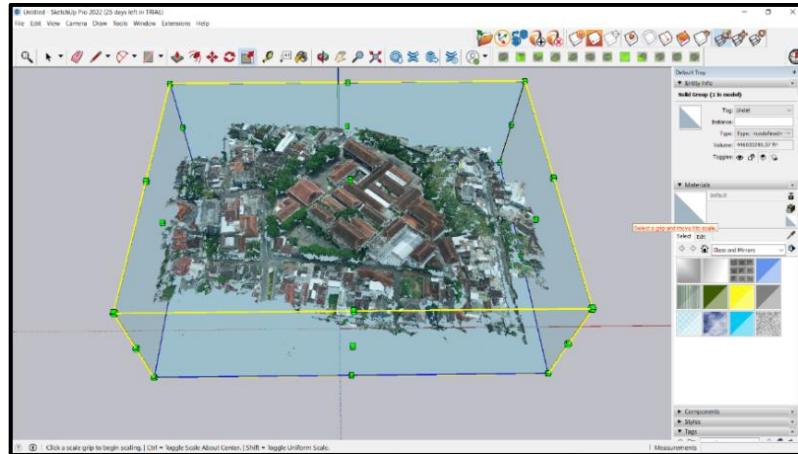 Untitled - SketchUp Pro 2022 (25 days left in TRIAL)
File Edit View Camera Draw Tools Window Extensions Help
Default Tray
Entity Info
Solid Group (1 in model)
Tag:
Instance:
Type: Type: <undefined>
Volume:
Toggles:
Materials
Default
Select a grip and move it to scale.
Select Edit
Glass and Mirrors
Components
Styles
Tags
Click a scale grip to begin scaling. | Ctrl = Toggle Scale About Center. | Shift = Toggle Uniform Scale.
Measurements